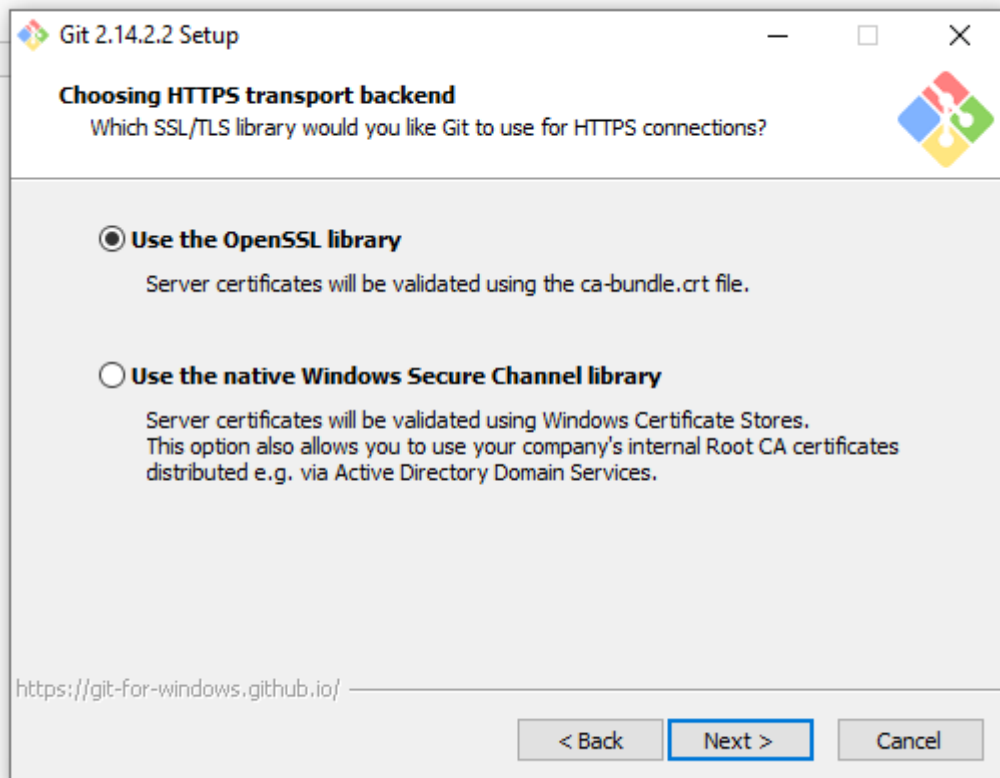 Git 2.14.2.2 Setup
Choosing HTTPS transport backend
Which SSL/TLS library would you like Git to use for HTTPS connections?
Use the OpenSSL library
Server certificates will be validated using the ca-bundle.crt file.
Use the native Windows Secure Channel library
Server certificates will be validated using Windows Certificate Stores.
This option also allows you to use your company's internal Root CA certificates
distributed e.g. via Active Directory Domain Services.
https://git-for-windows.github.io/
< Back Next > Cancel